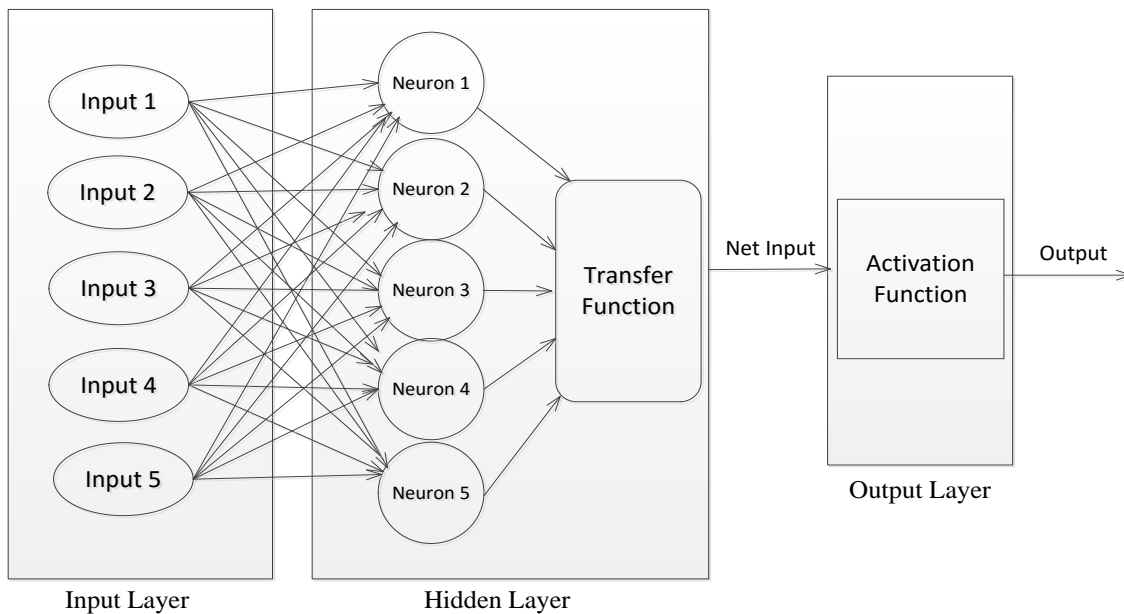 Input 1
Input 2
Input 3
Input 4
Input 5
Input Layer
Neuron 1
Neuron 2
Neuron 3
Neuron 4
Neuron 5
Transfer
Function
Hidden Layer
Net Input
Activation
Function
Output Layer
Output